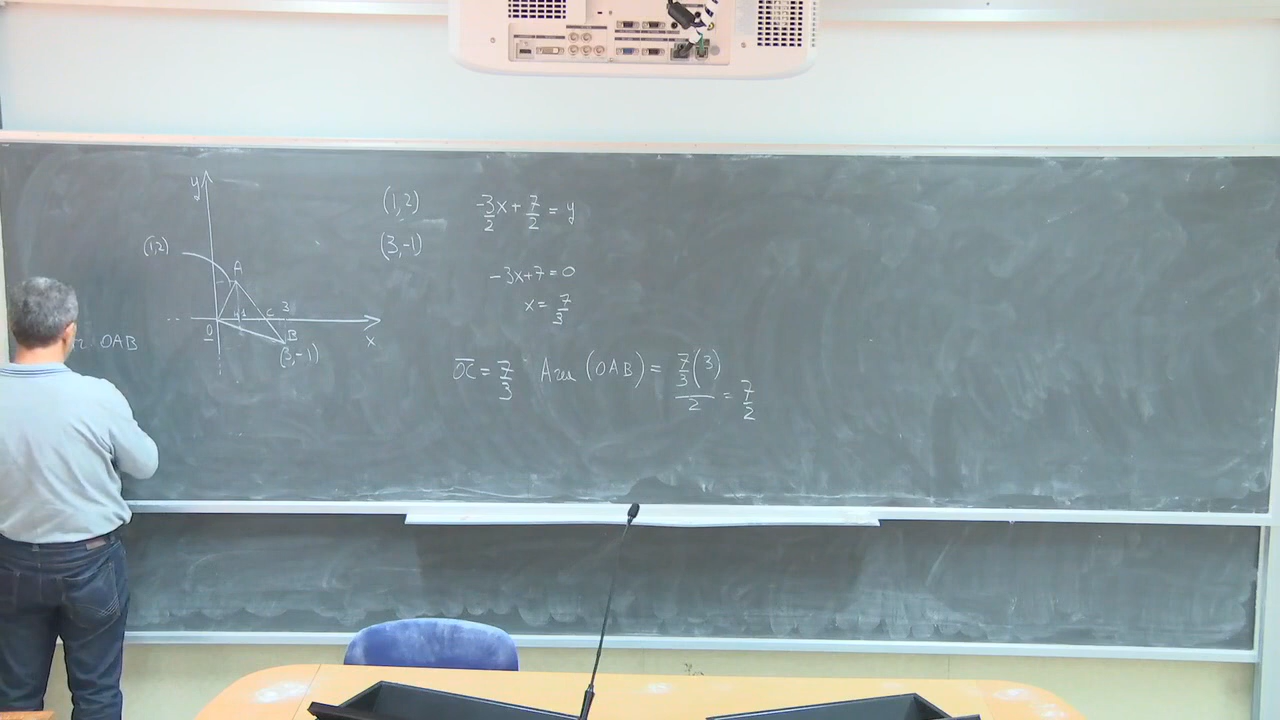 y
(1,2)
A
0
1
C
3
x
B
(3,-1)
OAB
(1,2)
(3,-1)
-3/2 x + 7/2 = y
-3x+7=0
x = 7/3
OC = 7/3 Area (OAB) = 7/3 (3) / 2 = 7/2